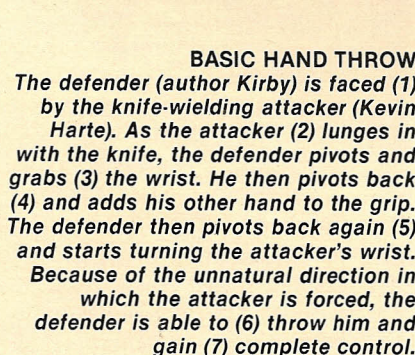 BASIC HAND THROW
The defender (author Kirby) is faced (1)
by the knife-wielding attacker (Kevin
Harte). As the attacker (2) lunges in
with the knife, the defender pivots and
grabs (3) the wrist. He then pivots back
(4) and adds his other hand to the grip.
The defender then pivots back again (5)
and starts turning the attacker's wrist.
Because of the unnatural direction in
which the attacker is forced, the
defender is able to (6) throw him and
gain (7) complete control.